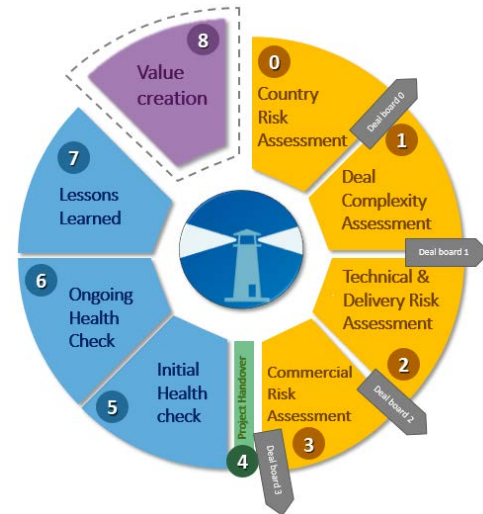 0
Country
Risk
Assessment
Deal board 0
1
Deal
Complexity
Assessment
Deal board 1
Technical &
Delivery Risk
Assessment
2
Deal board 2
Commercial
Risk
Assessment
3
Deal board 3
Project Handover
4
Initial
Health
check
5
Ongoing
Health
Check
6
7
Lessons
Learned
8
Value
creation